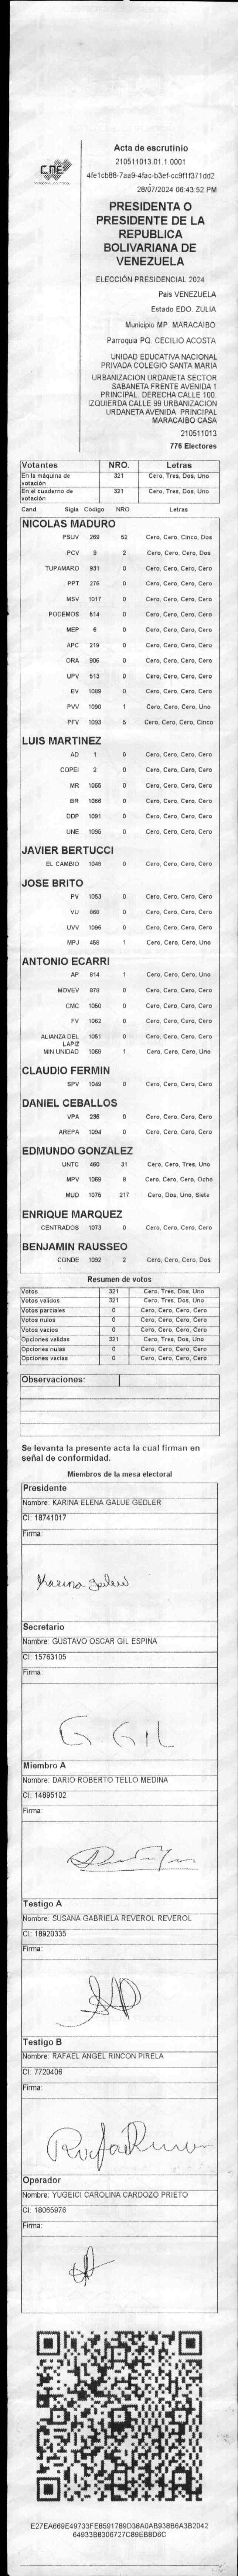 CNE
Acta de escrutinio
210511013.01.1.0001
4fe1cb88-7aa9-4fac-b3ef-cc9f1f371dd2
28/07/2024 06:43:52 PM
PRESIDENTA O
PRESIDENTE DE LA
REPUBLICA
BOLIVARIANA DE
VENEZUELA
ELECCIÓN PRESIDENCIAL 2024
Pais VENEZUELA
Estado EDO. ZULIA
Municipio MP. MARACAIBO
Parroquia PQ. CECILIO ACOSTA
UNIDAD EDUCATIVA NACIONAL
PRIVADA COLEGIO SANTA MARIA
URBANIZACIÓN URDANETA SECTOR
SABANETA FRENTE AVENIDA 1
PRINCIPAL. DERECHA CALLE 100.
IZQUIERDA CALLE 99 URBANIZACION
URDANETA AVENIDA PRINCIPAL
MARACAIBO CASA
210511013
776 Electores
Votantes NRO. Letras
En la máquina de votación 321 Cero, Tres, Dos, Uno
En el cuaderno de votación 321 Cero, Tres, Dos, Uno
Cand. Sigla Codigo NRO. Letras
NICOLAS MADURO
PSUV 269 52 Cero, Cero, Cinco, Dos
PCV 9 2 Cero, Cero, Cero, Dos
TUPAMARO 931 0 Cero, Cero, Cero, Cero
PPT 276 0 Cero, Cero, Cero, Cero
MSV 1017 0 Cero, Cero, Cero, Cero
PODEMOS 514 0 Cero, Cero, Cero, Cero
MEP 6 0 Cero, Cero, Cero, Cero
APC 219 0 Cero, Cero, Cero, Cero
ORA 906 0 Cero, Cero, Cero, Cero
UPV 513 0 Cero, Cero, Cero, Cero
EV 1089 0 Cero, Cero, Cero, Cero
PVV 1090 1 Cero, Cero, Cero, Uno
PFV 1093 5 Cero, Cero, Cero, Cinco
LUIS MARTINEZ
AD 1 0 Cero, Cero, Cero, Cero
COPEI 2 0 Cero, Cero, Cero, Cero
MR 1065 0 Cero, Cero, Cero, Cero
BR 1066 0 Cero, Cero, Cero, Cero
DDP 1091 0 Cero, Cero, Cero, Cero
UNE 1095 0 Cero, Cero, Cero, Cero
JAVIER BERTUCCI
EL CAMBIO 1048 0 Cero, Cero, Cero, Cero
JOSE BRITO
PV 1053 0 Cero, Cero, Cero, Cero
VU 868 0 Cero, Cero, Cero, Cero
UVV 1096 0 Cero, Cero, Cero, Cero
MPJ 458 1 Cero, Cero, Cero, Uno
ANTONIO ECARRI
AP 614 1 Cero, Cero, Cero, Uno
MOVEV 878 0 Cero, Cero, Cero, Cero
CMC 1060 0 Cero, Cero, Cero, Cero
FV 1062 0 Cero, Cero, Cero, Cero
ALIANZA DEL LAPIZ 1051 0 Cero, Cero, Cero, Cero
MIN UNIDAD 1068 1 Cero, Cero, Cero, Uno
CLAUDIO FERMIN
SPV 1049 0 Cero, Cero, Cero, Cero
DANIEL CEBALLOS
VPA 236 0 Cero, Cero, Cero, Cero
AREPA 1094 0 Cero, Cero, Cero, Cero
EDMUNDO GONZALEZ
UNTC 460 31 Cero, Cero, Tres, Uno
MPV 1069 8 Cero, Cero, Cero, Ocho
MUD 1075 217 Cero, Dos, Uno, Siete
ENRIQUE MARQUEZ
CENTRADOS 1073 0 Cero, Cero, Cero, Cero
BENJAMIN RAUSSEO
CONDE 1092 2 Cero, Cero, Cero, Dos
Resumen de votos
Votos 321 Cero, Tres, Dos, Uno
Votos validos 321 Cero, Tres, Dos, Uno
Votos parciales 0 Cero, Cero, Cero, Cero
Votos nulos 0 Cero, Cero, Cero, Cero
Votos vacios 0 Cero, Cero, Cero, Cero
Opciones validas 321 Cero, Tres, Dos, Uno
Opciones nulas 0 Cero, Cero, Cero, Cero
Opciones vacias 0 Cero, Cero, Cero, Cero
Observaciones:
Se levanta la presente acta la cual firman en
señal de conformidad.
Miembros de la mesa electoral
Presidente
Nombre: KARINA ELENA GALUE GEDLER
CI: 18741017
Firma:
Karina Gedler
Secretario
Nombre: GUSTAVO OSCAR GIL ESPINA
CI: 15763105
Firma:
G. GIL
Miembro A
Nombre: DARIO ROBERTO TELLO MEDINA
CI: 14895102
Firma:
Testigo A
Nombre: SUSANA GABRIELA REVEROL REVEROL
CI: 18920335
Firma:
Testigo B
Nombre: RAFAEL ANGEL RINCON PIRELA
CI: 7720406
Firma:
Operador
Nombre: YUGEICI CAROLINA CARDOZO PRIETO
CI: 18065976
Firma:
E27EA669E49733FE8591789D38A0AB938B6A3B2042
64933B8306727C89EB8D6C